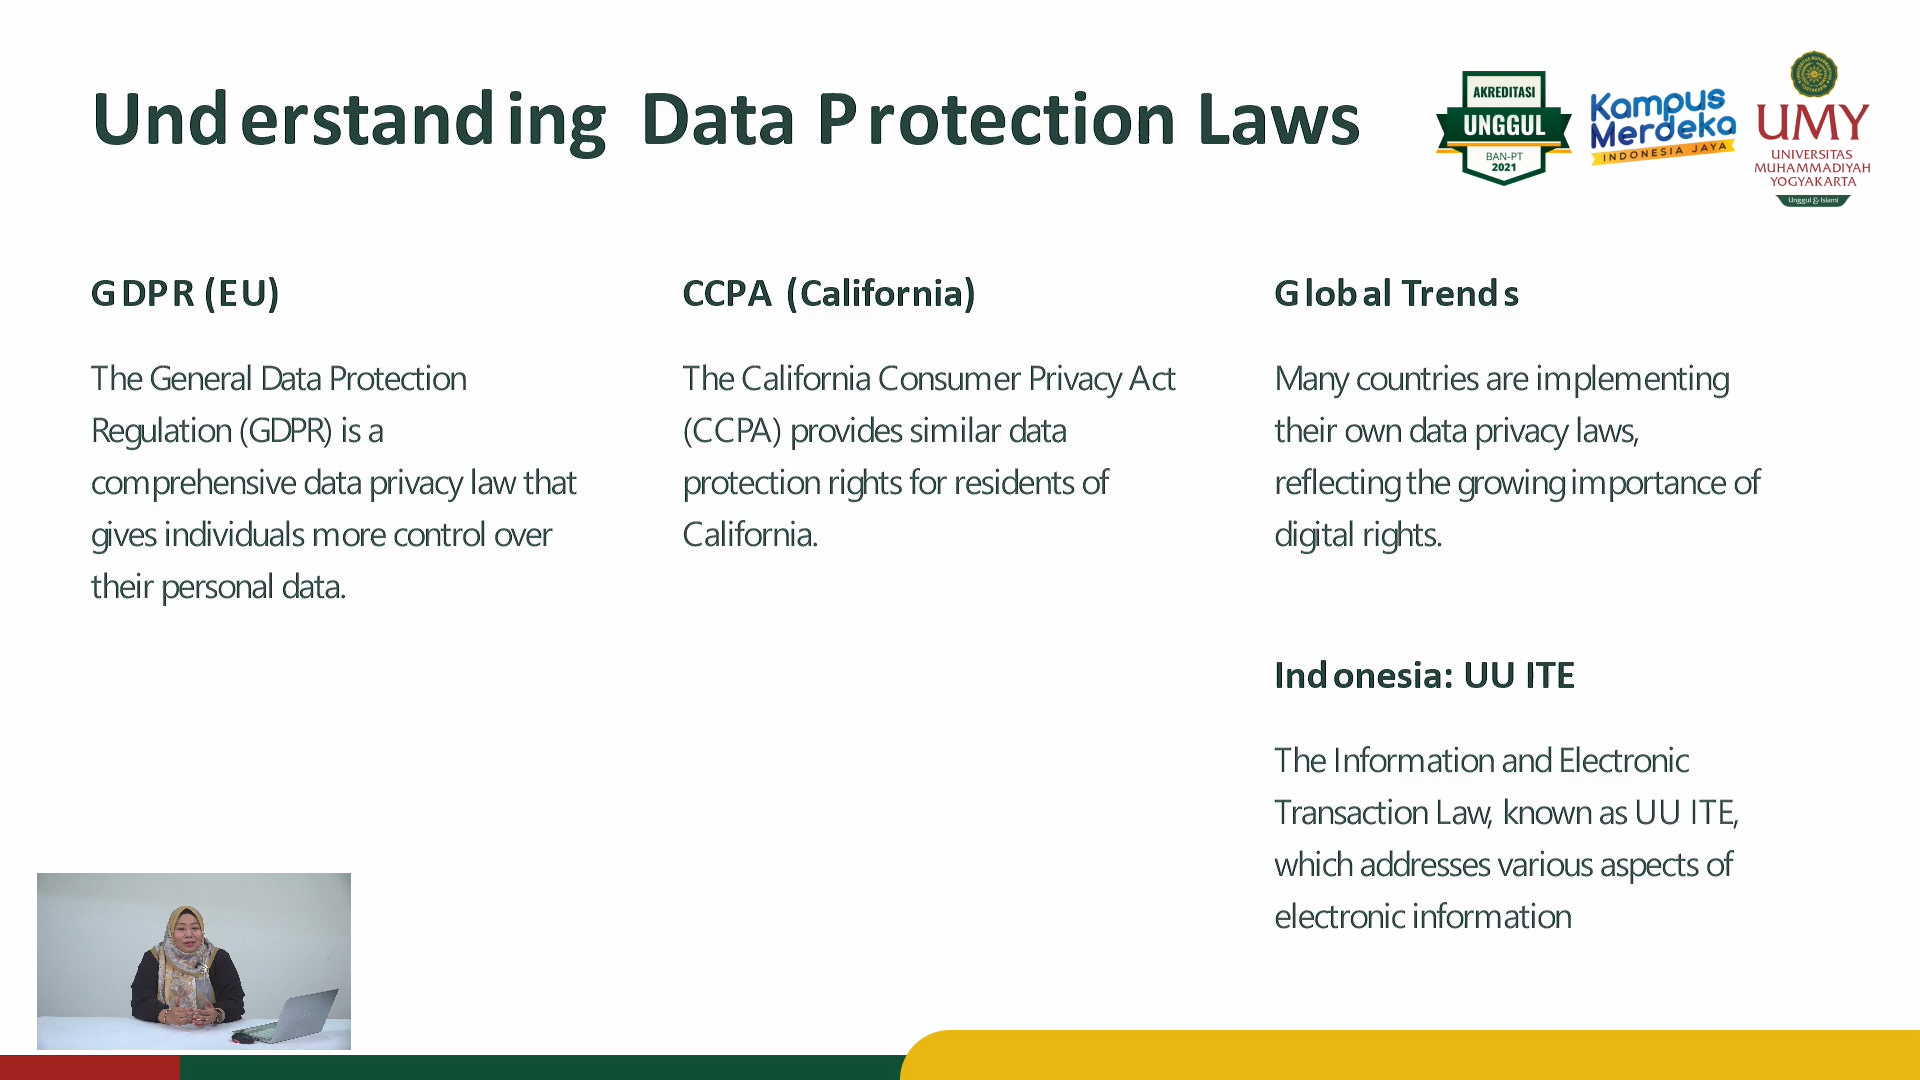 Understanding Data Protection Laws
AKREDITASI
UNGGUL
BAN-PT
2021
Kampus
Merdeka
INDONESIA JAYA
UMY
UNIVERSITAS
MUHAMMADIYAH
YOGYAKARTA
Unggul & Islami
GDPR (EU)
The General Data Protection
Regulation (GDPR) is a
comprehensive data privacy law that
gives individuals more control over
their personal data.
CCPA (California)
The California Consumer Privacy Act
(CCPA) provides similar data
protection rights for residents of
California.
Global Trends
Many countries are implementing
their own data privacy laws,
reflecting the growing importance of
digital rights.
Indonesia: UU ITE
The Information and Electronic
Transaction Law, known as UU ITE,
which addresses various aspects of
electronic information